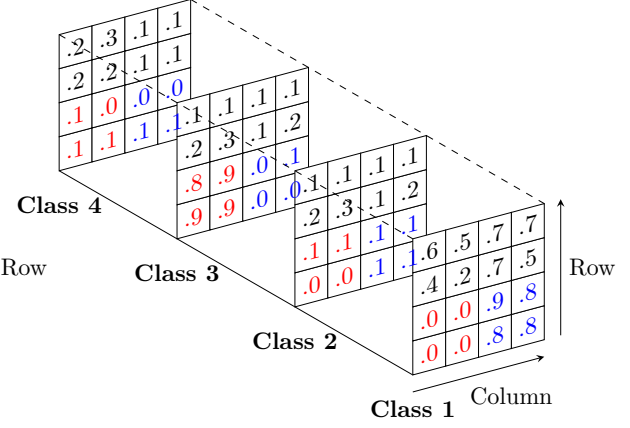 .2 .3 .1 .1
.2 .2 .1 .1
.1 .0 .0 .0
.1 .1 .1 .1
Class 4
.1 .1 .1 .1
.2 .3 .1 .2
.8 .9 .0 .1
.9 .9 .0 .0
Class 3
.1 .1 .1 .1
.2 .3 .1 .2
.1 .1 .1 .1
.0 .0 .1 .1
Class 2
.6 .5 .7 .7
.4 .2 .7 .5
.0 .0 .9 .8
.0 .0 .8 .8
Class 1
Row
Row
Column